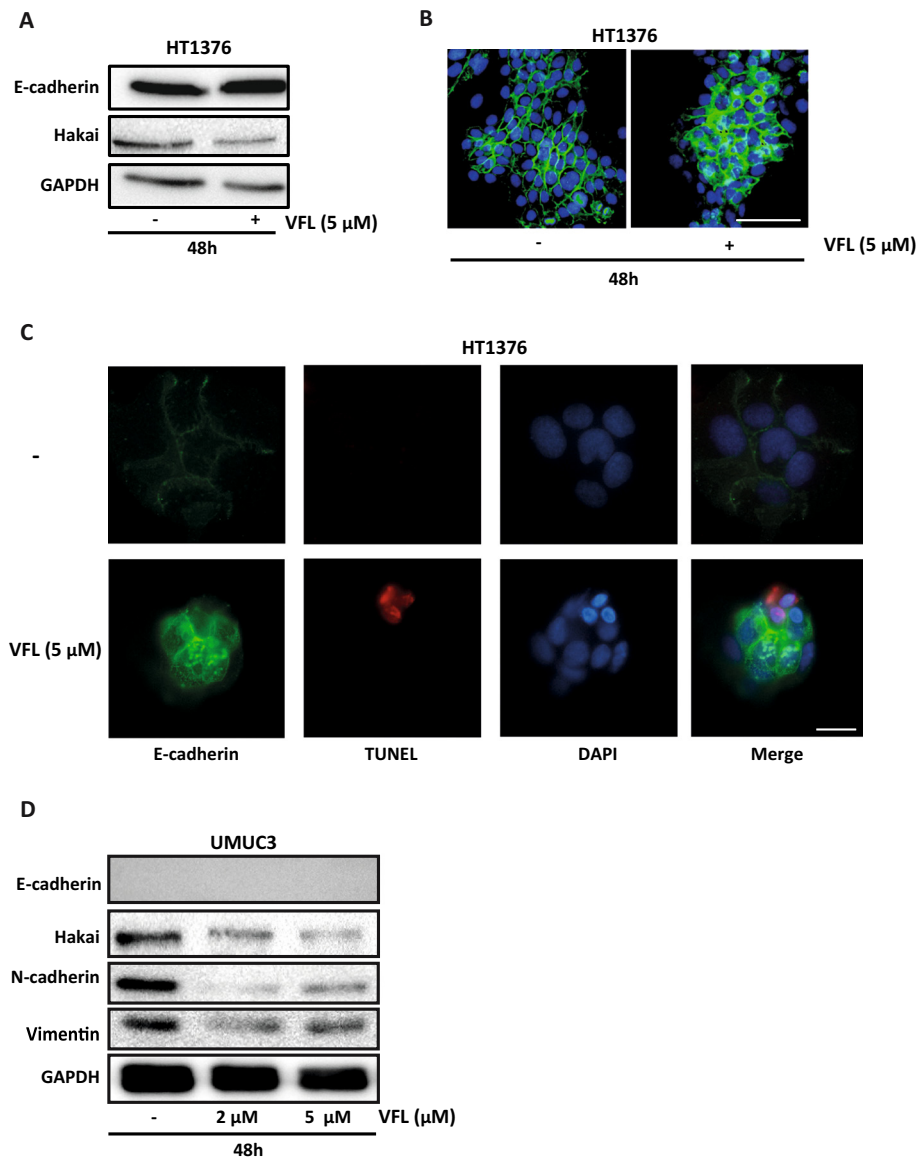 A
HT1376
E-cadherin
Hakai
GAPDH
- + VFL (5 μM)
48h
B
HT1376
- + VFL (5 μM)
48h
C
HT1376
-
VFL (5 μM)
E-cadherin TUNEL DAPI Merge
D
UMUC3
E-cadherin
Hakai
N-cadherin
Vimentin
GAPDH
- 2 μM 5 μM VFL (μM)
48h